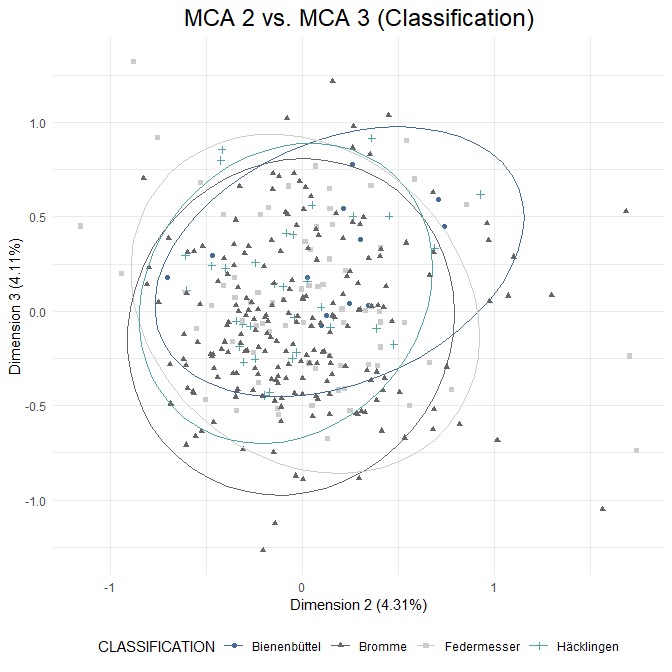 MCA 2 vs. MCA 3 (Classification)
1.0
0.5
0.0
-0.5
-1.0
Dimension 3 (4.11%)
-1 0 1
Dimension 2 (4.31%)
CLASSIFICATION Bienenbüttel Bromme Federmesser Häcklingen